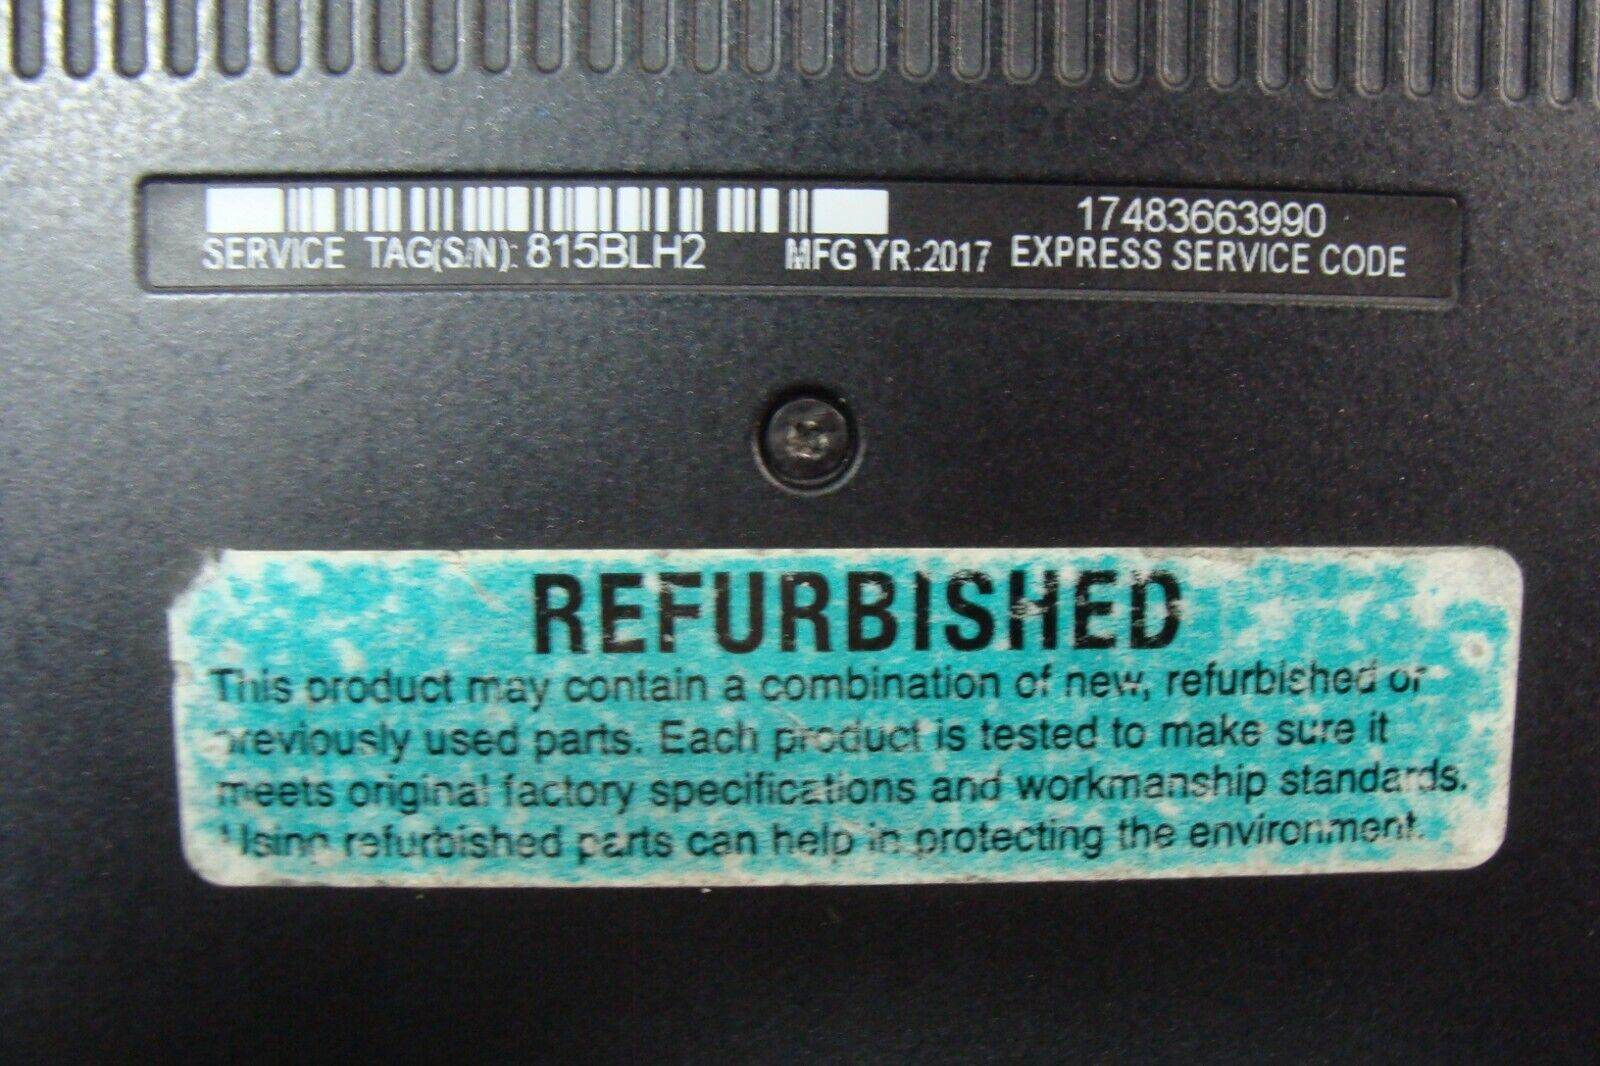 17483663990
SERVICE TAG(S/N): 815BLH2 MFG YR:2017 EXPRESS SERVICE CODE
REFURBISHED
This product may contain a combination of new, refurbished or
previously used parts. Each product is tested to make sure it
meets original factory specifications and workmanship standards.
Using refurbished parts can help in protecting the environment.